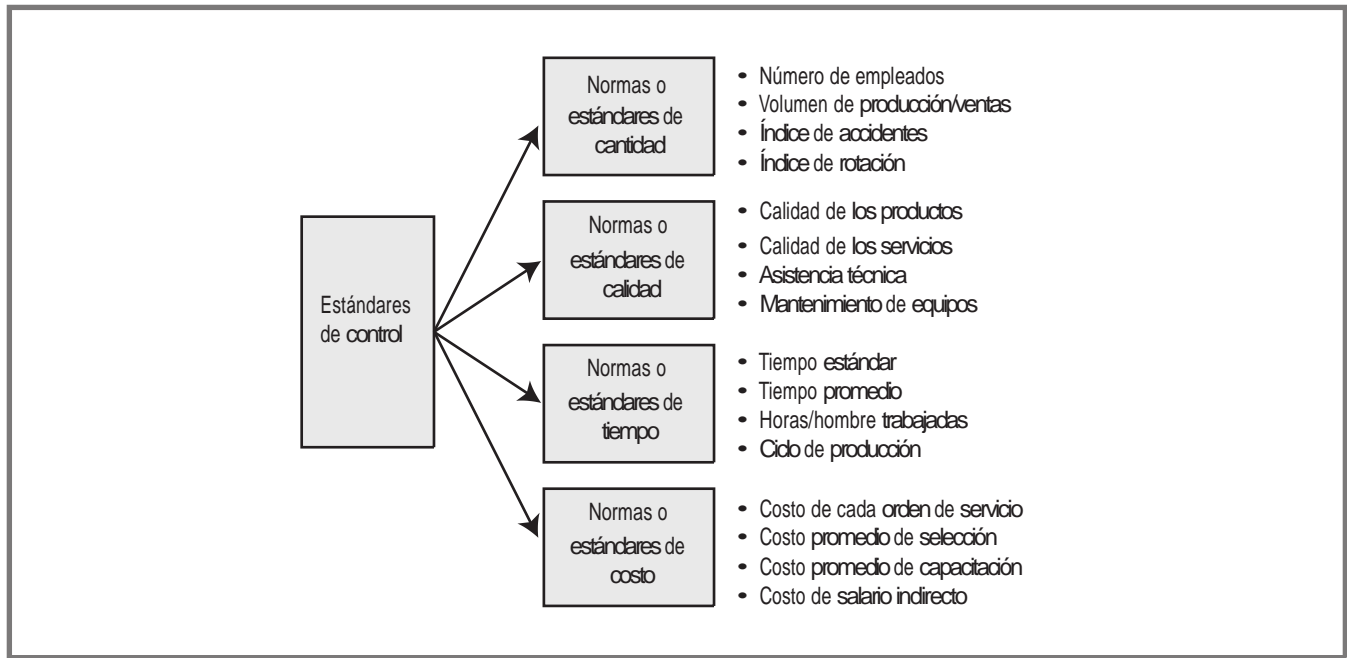 Estándares
de control
Normas o
estándares de
cantidad
• Número de empleados
• Volumen de producción/ventas
• Índice de accidentes
• Índice de rotación
Normas o
estándares de
calidad
• Calidad de los productos
• Calidad de los servicios
• Asistencia técnica
• Mantenimiento de equipos
Normas o
estándares de
tiempo
• Tiempo estándar
• Tiempo promedio
• Horas/hombre trabajadas
• Ciclo de producción
Normas o
estándares de
costo
• Costo de cada orden de servicio
• Costo promedio de selección
• Costo promedio de capacitación
• Costo de salario indirecto